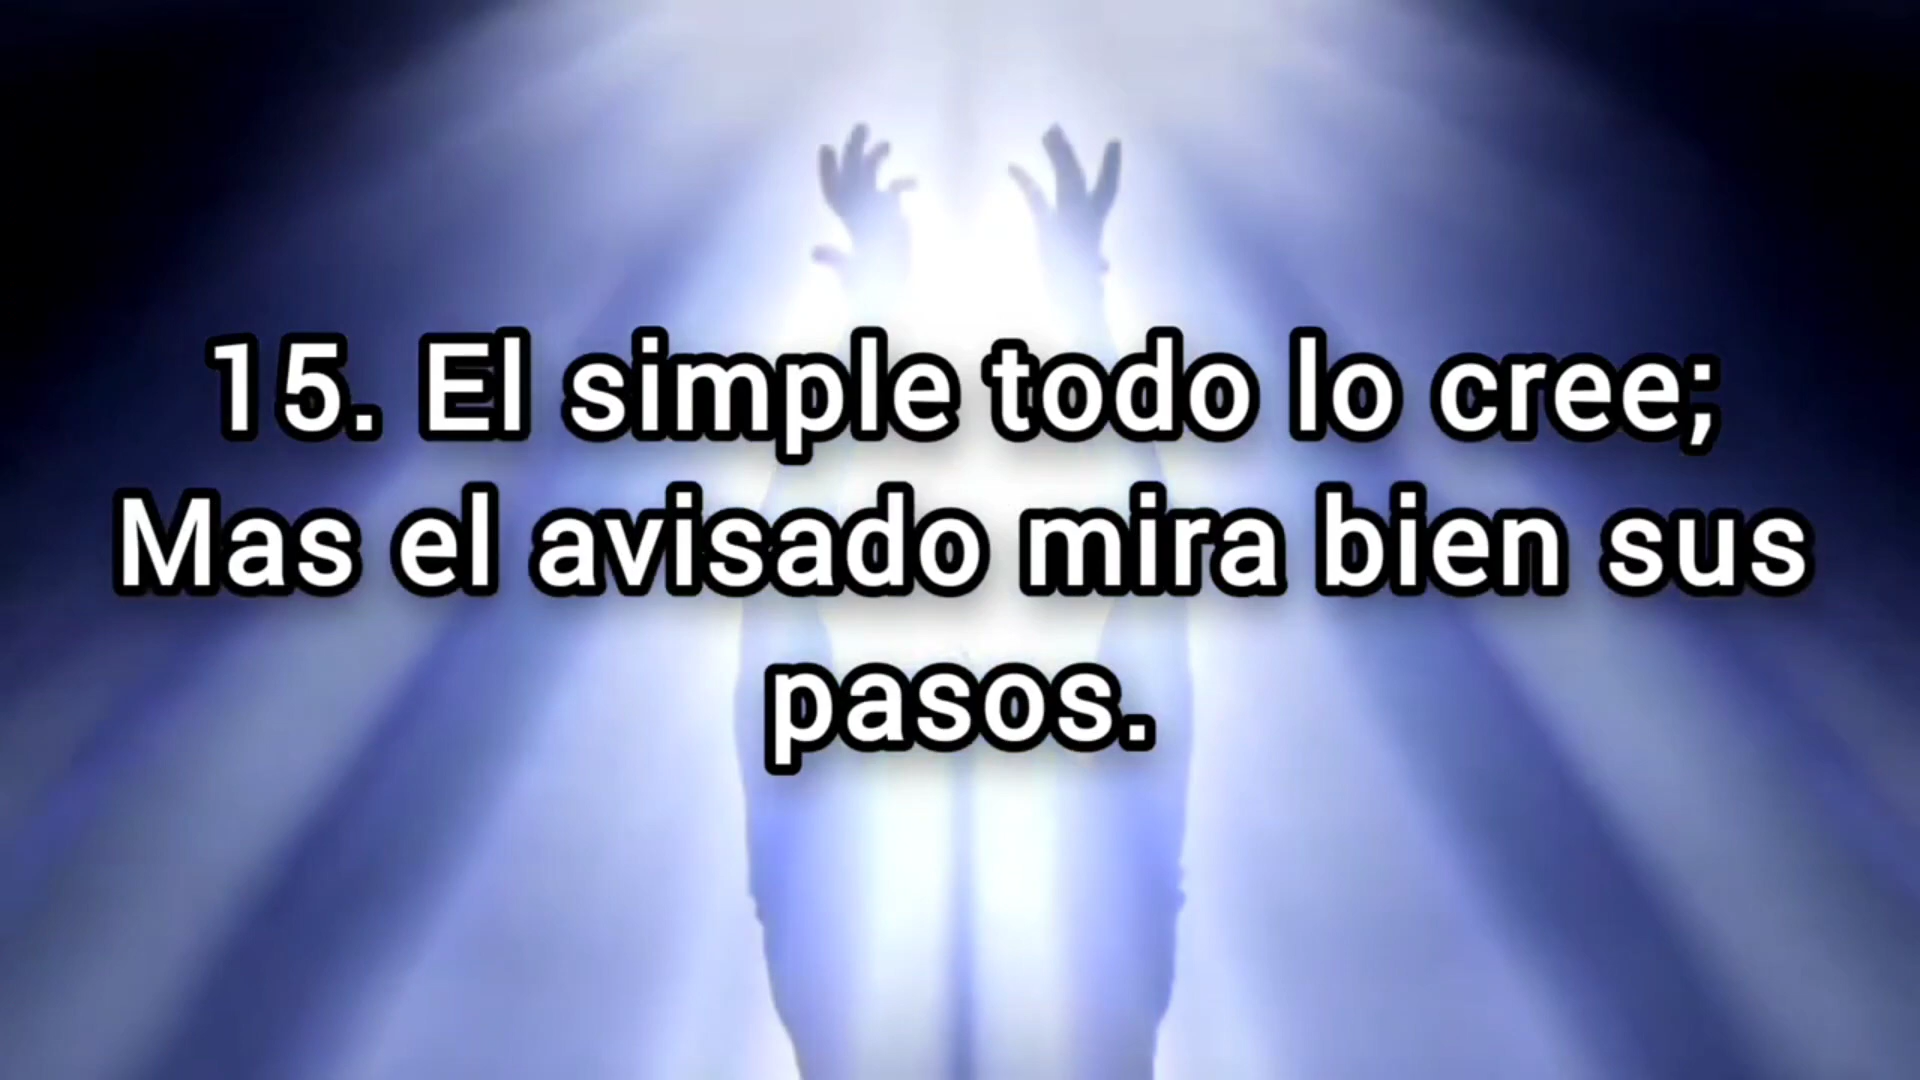 15. El simple todo lo cree;
Mas el avisado mira bien sus
pasos.